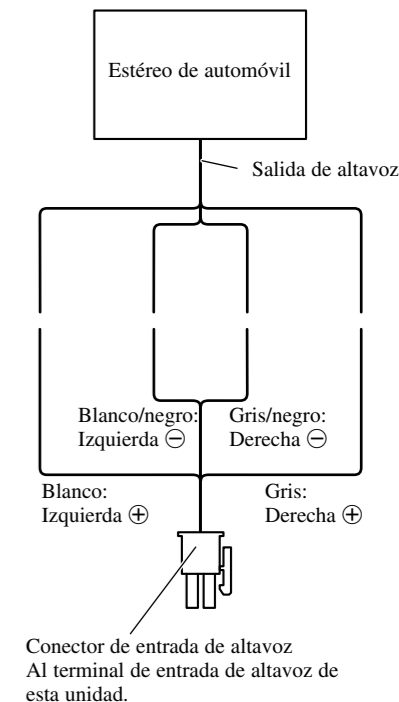 Estéreo de automóvil
Salida de altavoz
Blanco/negro:
Izquierda ⊖
Gris/negro:
Derecha ⊖
Blanco:
Izquierda ⊕
Gris:
Derecha ⊕
Conector de entrada de altavoz
Al terminal de entrada de altavoz de
esta unidad.